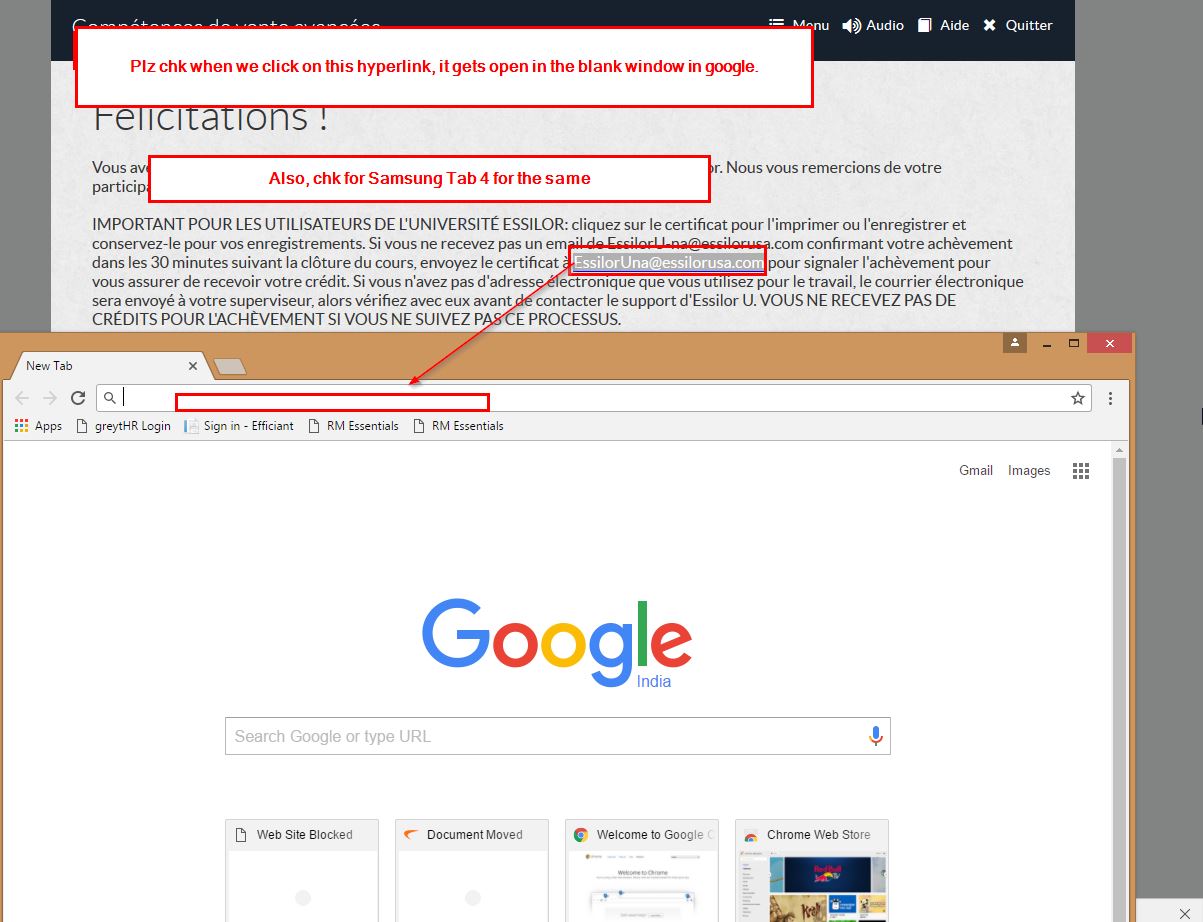 Compétences de vente avancées
Menu Audio Aide Quitter
Plz chk when we click on this hyperlink, it gets open in the blank window in google.
Félicitations !
Vous av
or. Nous vous remercions de votre
participa
Also, chk for Samsung Tab 4 for the same
IMPORTANT POUR LES UTILISATEURS DE L'UNIVERSITÉ ESSILOR: cliquez sur le certificat pour l'imprimer ou l'enregistrer et
conservez-le pour vos enregistrements. Si vous ne recevez pas un email de EssilorU-na@essilorusa.com confirmant votre achèvement
dans les 30 minutes suivant la clôture du cours, envoyez le certificat à EssilorUna@essilorusa.com pour signaler l'achèvement pour
vous assurer de recevoir votre crédit. Si vous n'avez pas d'adresse électronique que vous utilisez pour le travail, le courrier électronique
sera envoyé à votre superviseur, alors vérifiez avec eux avant de contacter le support d'Essilor U. VOUS NE RECEVEZ PAS DE
CRÉDITS POUR L'ACHÈVEMENT SI VOUS NE SUIVEZ PAS CE PROCESSUS.
New Tab
Apps greytHR Login Sign in - Efficiant RM Essentials RM Essentials
Gmail Images
Google
India
Search Google or type URL
Web Site Blocked Document Moved Welcome to Google C Chrome Web Store
Welcome to Chrome